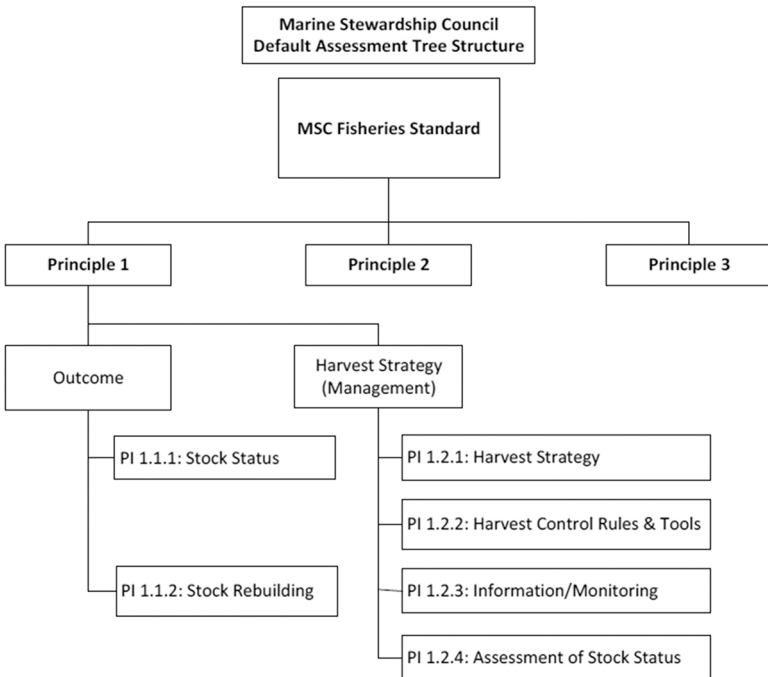 Marine Stewardship Council
Default Assessment Tree Structure
MSC Fisheries Standard
Principle 1
Principle 2
Principle 3
Outcome
Harvest Strategy
(Management)
PI 1.1.1: Stock Status
PI 1.1.2: Stock Rebuilding
PI 1.2.1: Harvest Strategy
PI 1.2.2: Harvest Control Rules & Tools
PI 1.2.3: Information/Monitoring
PI 1.2.4: Assessment of Stock Status